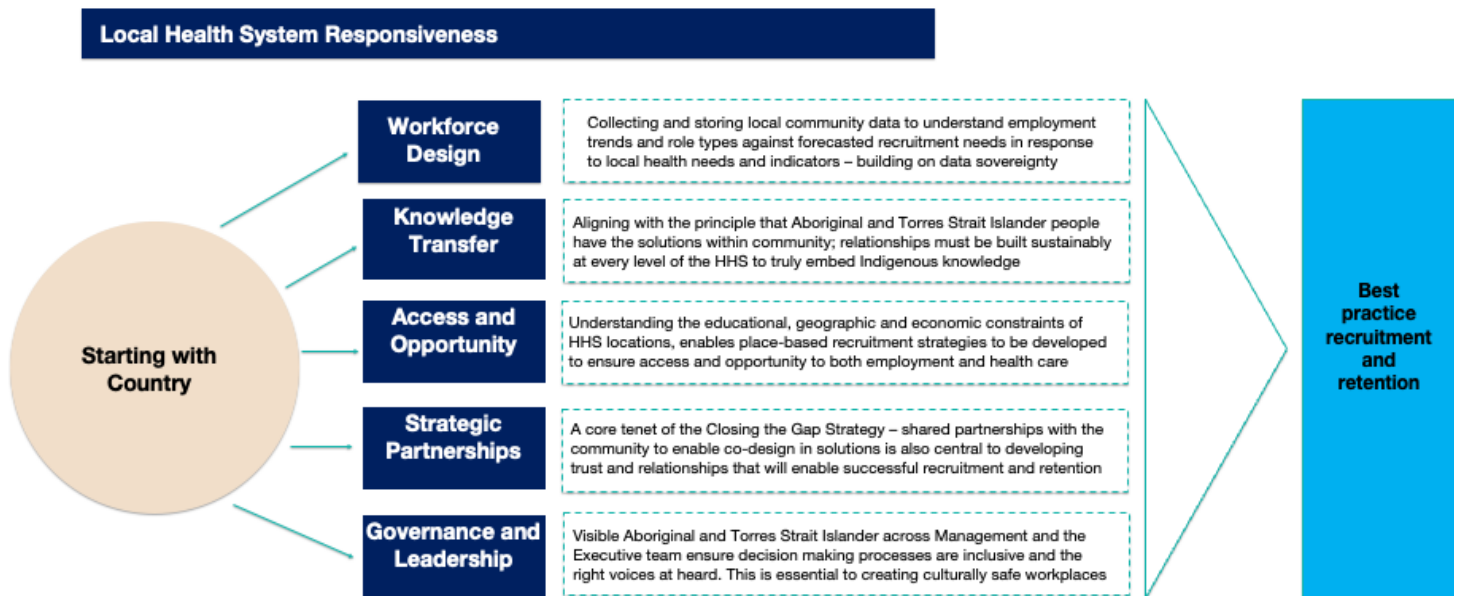 Local Health System Responsiveness
Starting with
Country
Workforce
Design
Collecting and storing local community data to understand employment
trends and role types against forecasted recruitment needs in response
to local health needs and indicators – building on data sovereignty
Knowledge
Transfer
Aligning with the principle that Aboriginal and Torres Strait Islander people
have the solutions within community; relationships must be built sustainably
at every level of the HHS to truly embed Indigenous knowledge
Access and
Opportunity
Understanding the educational, geographic and economic constraints of
HHS locations, enables place-based recruitment strategies to be developed
to ensure access and opportunity to both employment and health care
Strategic
Partnerships
A core tenet of the Closing the Gap Strategy – shared partnerships with the
community to enable co-design in solutions is also central to developing
trust and relationships that will enable successful recruitment and retention
Governance and
Leadership
Visible Aboriginal and Torres Strait Islander across Management and the
Executive team ensure decision making processes are inclusive and the
right voices at heard. This is essential to creating culturally safe workplaces
Best
practice
recruitment
and
retention